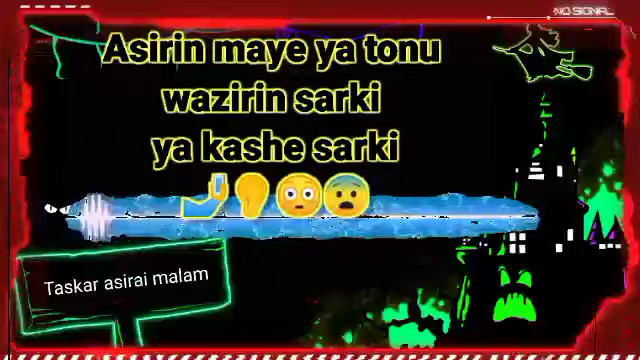 NO SIGNAL
Asirin maye ya tonu
wazirin sarki
ya kashe sarki
🤳👂😳😨
Taskar asirai malam